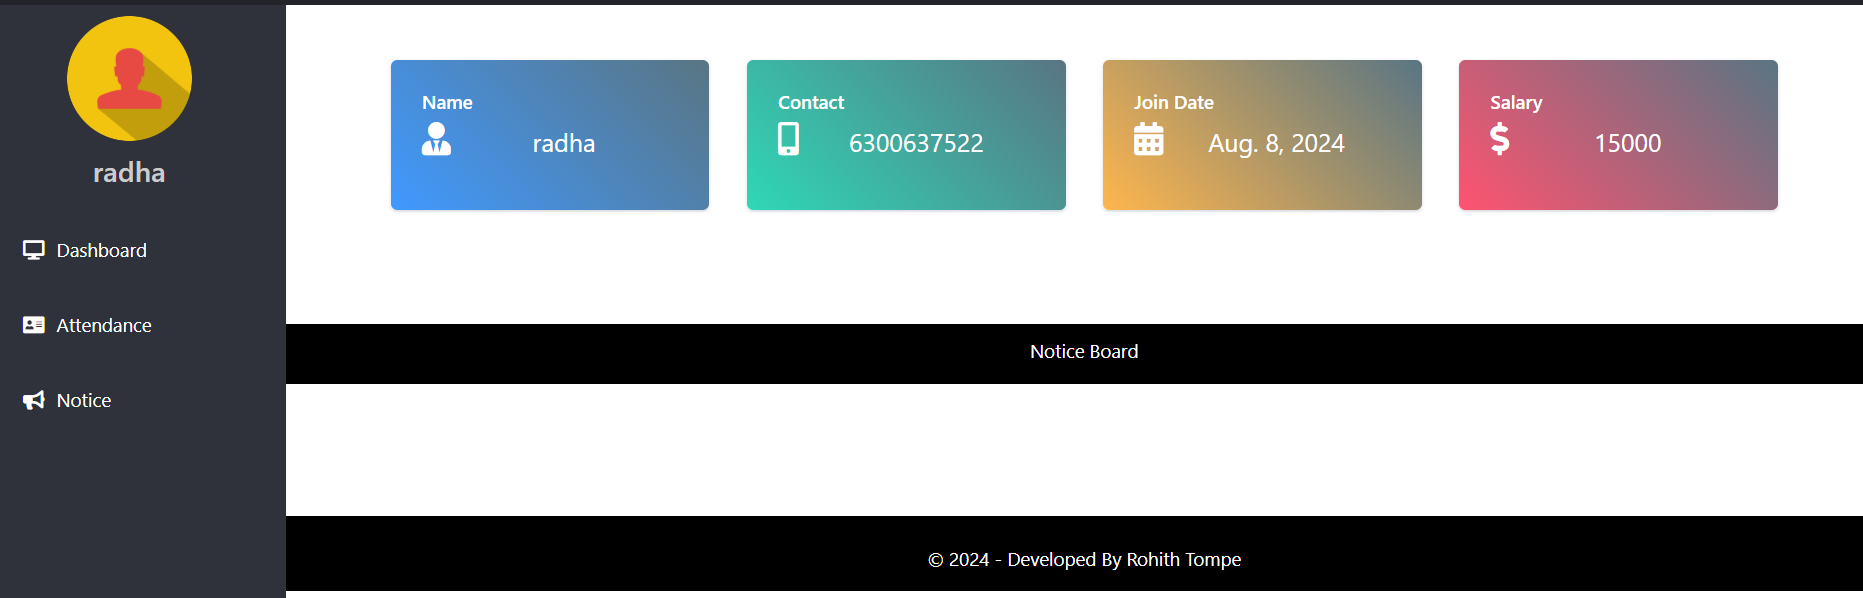 radha
Dashboard
Attendance
Notice
Name
radha
Contact
6300637522
Join Date
Aug. 8, 2024
Salary
15000
Notice Board
© 2024 - Developed By Rohith Tompe